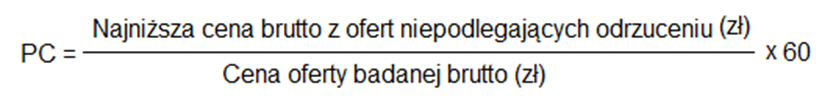 Najniższa cena brutto z ofert niepodlegających odrzuceniu (zł)
PC = x 60
Cena oferty badanej brutto (zł)